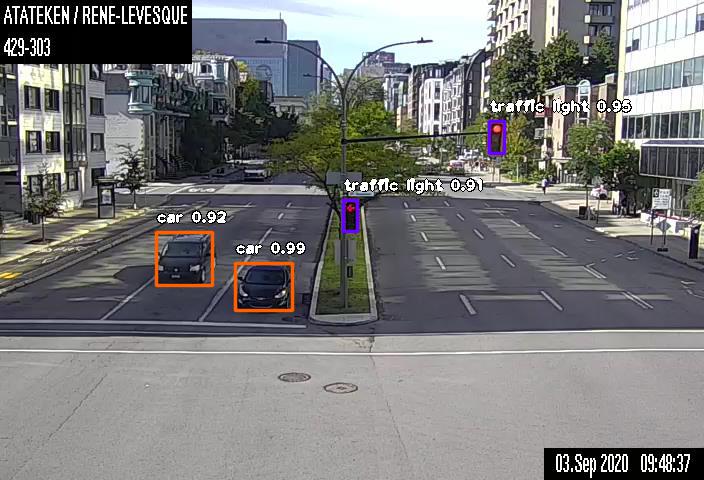 ATATEKEN / RENE-LEVESQUE
429-303
traffic light 0.95
traffic light 0.91
car 0.92
car 0.99
03.Sep 2020 09:48:37